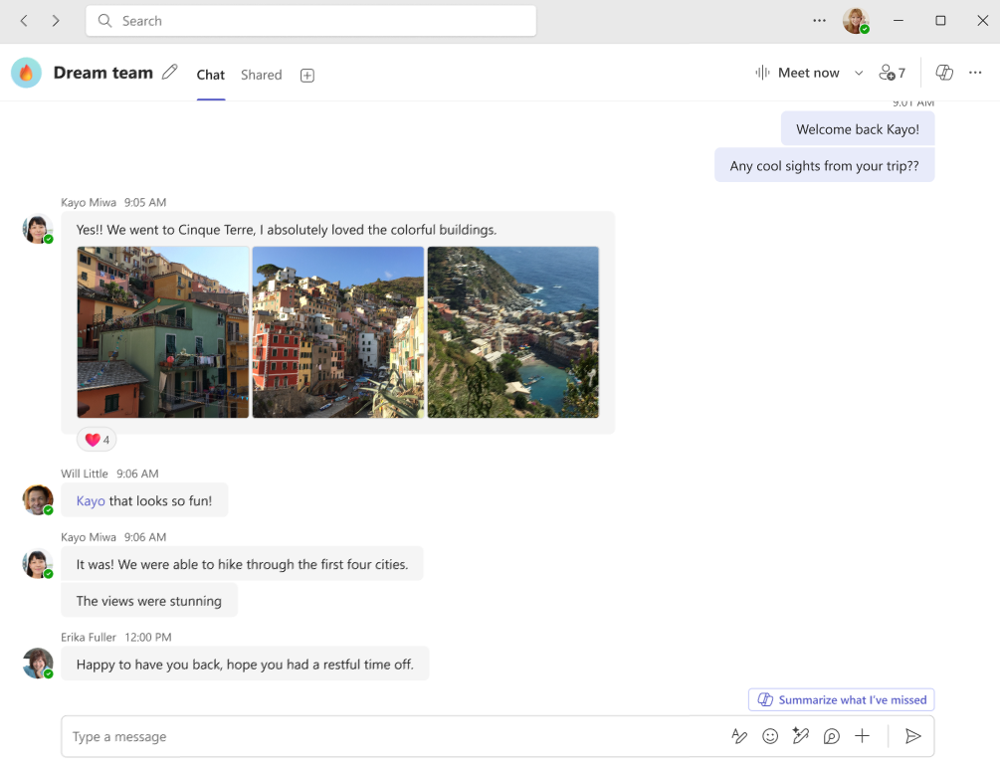 Search
Dream team
Chat
Shared
Meet now
7
9:01 AM
Welcome back Kayo!
Any cool sights from your trip??
Kayo Miwa 9:05 AM
Yes!! We went to Cinque Terre, I absolutely loved the colorful buildings.
4
Will Little 9:06 AM
Kayo that looks so fun!
Kayo Miwa 9:06 AM
It was! We were able to hike through the first four cities.
The views were stunning
Erika Fuller 12:00 PM
Happy to have you back, hope you had a restful time off.
Summarize what I've missed
Type a message